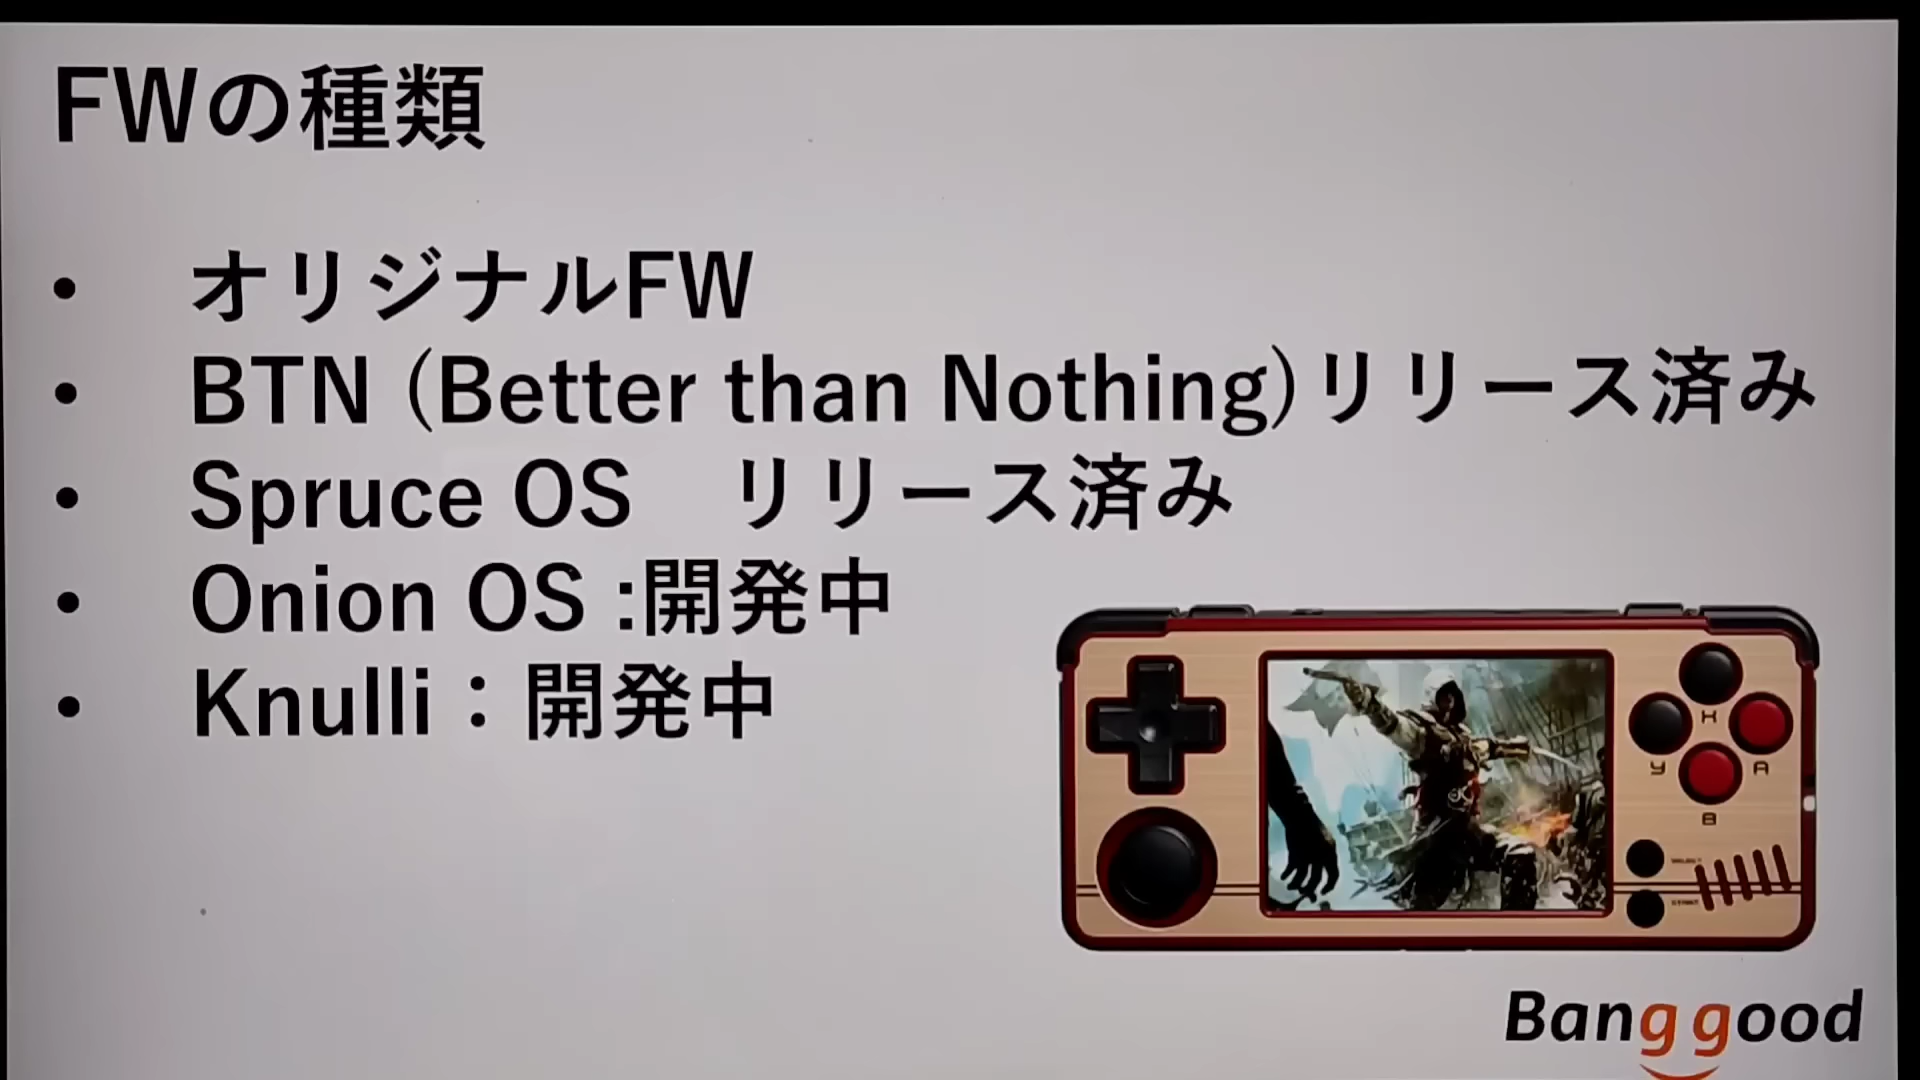 FWの種類
• オリジナルFW
• BTN (Better than Nothing)リリース済み
• Spruce OS　リリース済み
• Onion OS :開発中
• Knulli：開発中
X
Y
A
B
Banggood